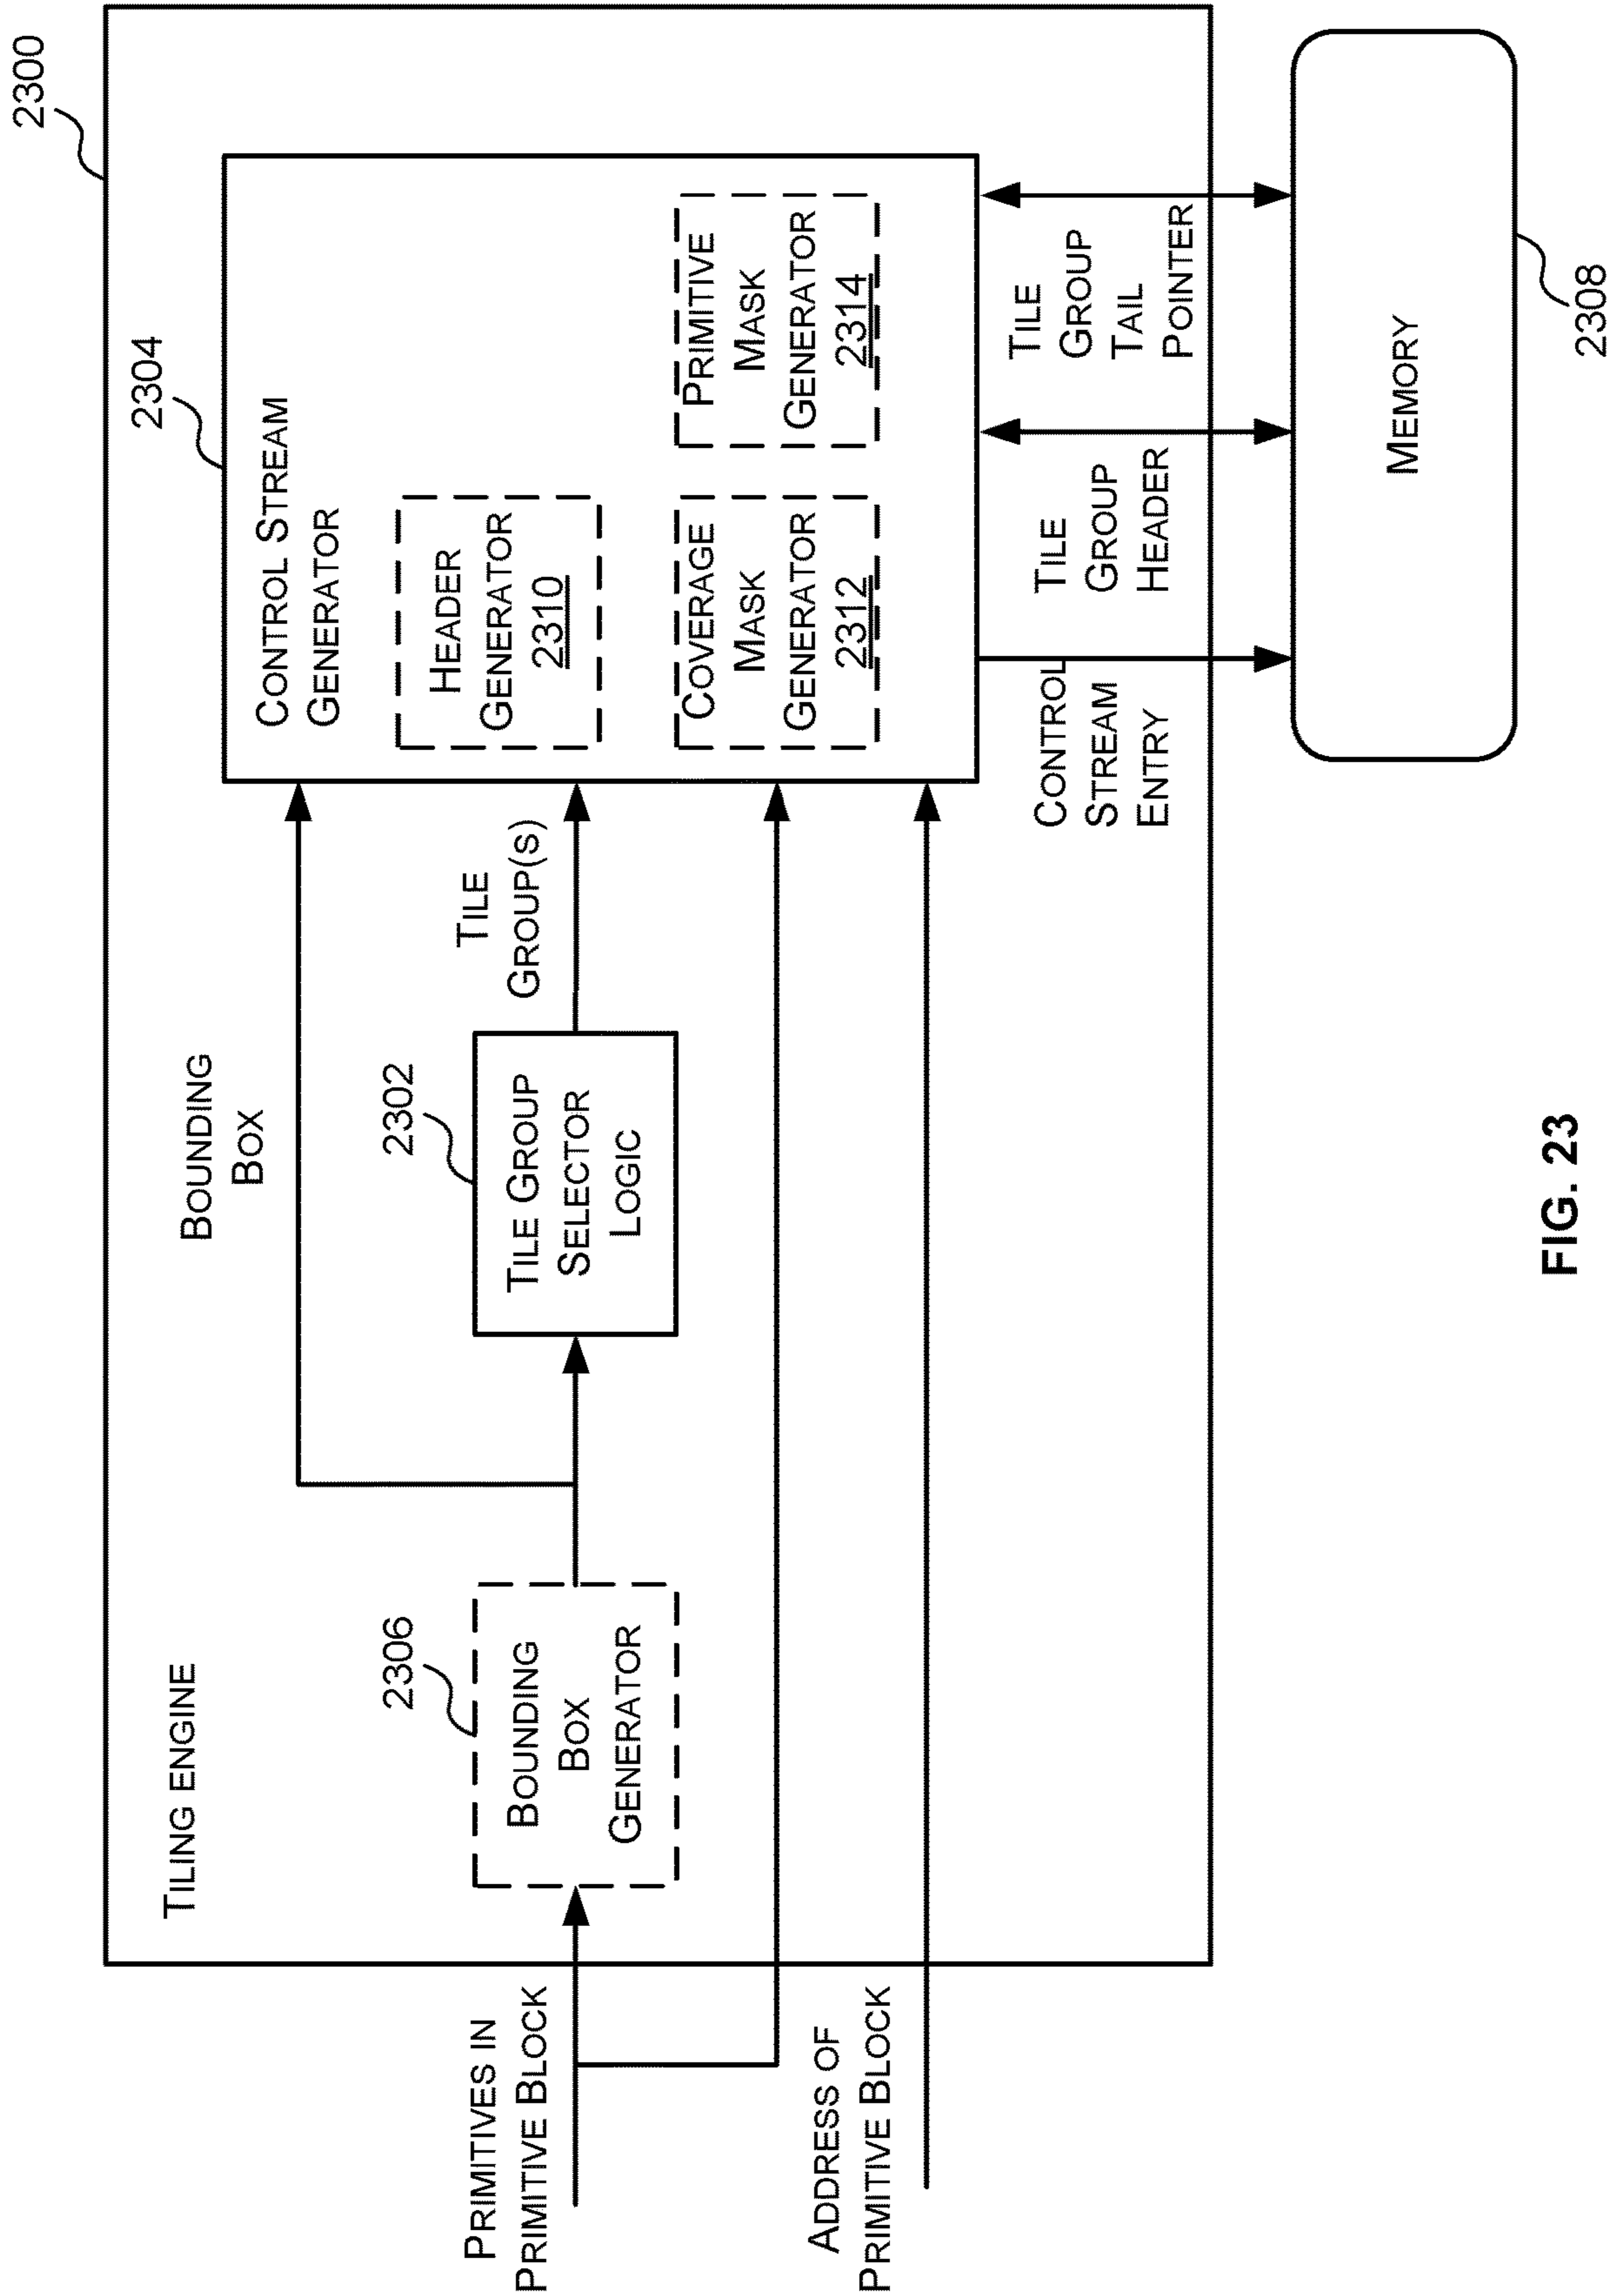 2300
TILING ENGINE
BOUNDING
BOX
2304
CONTROL STREAM
GENERATOR
2306
BOUNDING
BOX
GENERATOR
2302
TILE GROUP
SELECTOR
LOGIC
TILE
GROUP(S)
HEADER
GENERATOR
2310
PRIMITIVES IN
PRIMITIVE BLOCK
COVERAGE
MASK
GENERATOR
2312
PRIMITIVE
MASK
GENERATOR
2314
ADDRESS OF
PRIMITIVE BLOCK
CONTROL
STREAM
ENTRY
TILE
GROUP
HEADER
TILE
GROUP
TAIL
POINTER
MEMORY
2308
FIG. 23